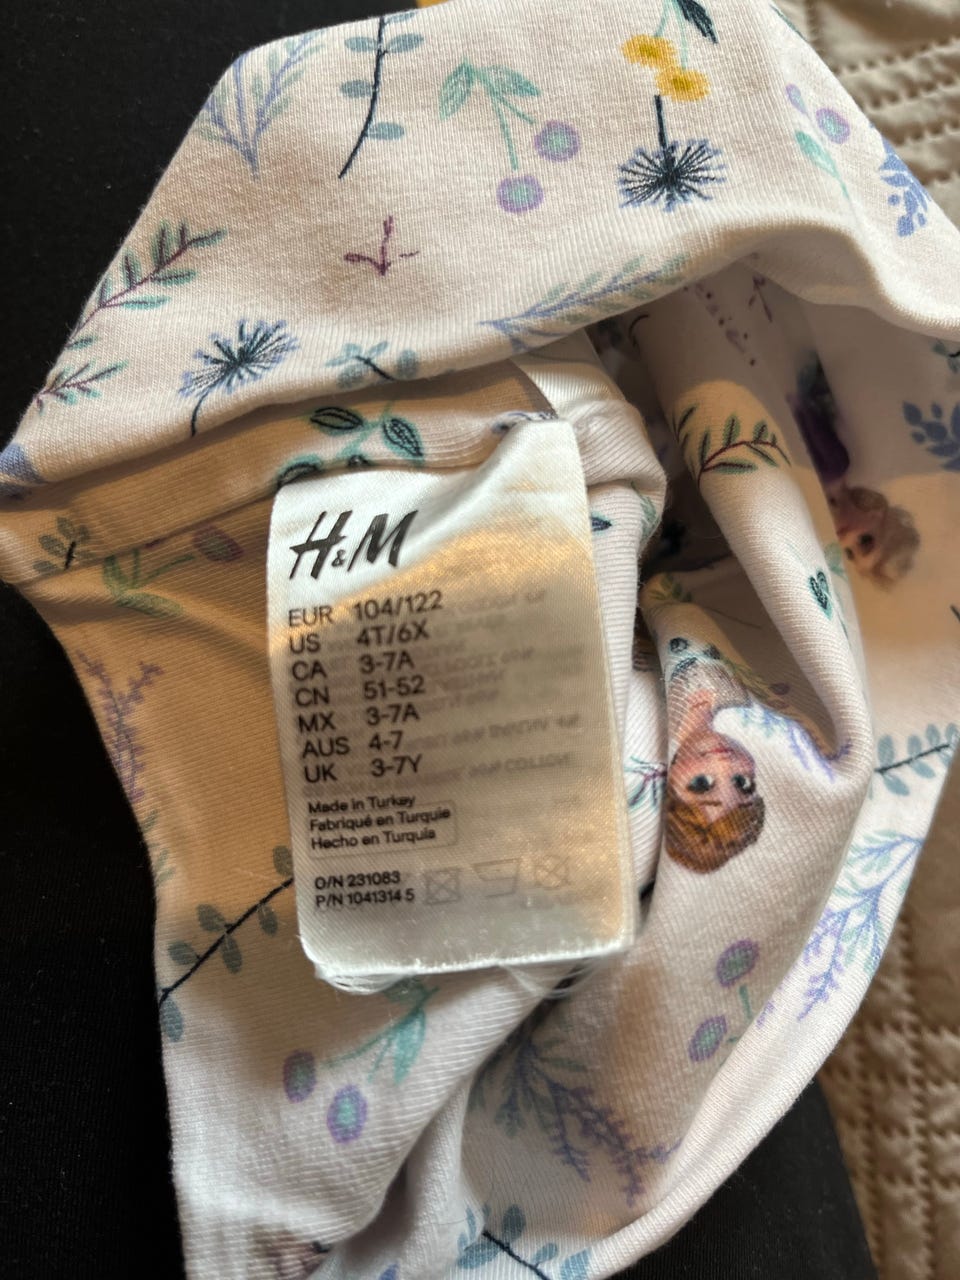 H&M
EUR 104/122
US 4T/6X
CA 3-7A
CN 51-52
MX 3-7A
AUS 4-7
UK 3-7Y
Made in Turkey
Fabriqué en Turquie
Hecho en Turquía
O/N 231083
P/N 1041314 5